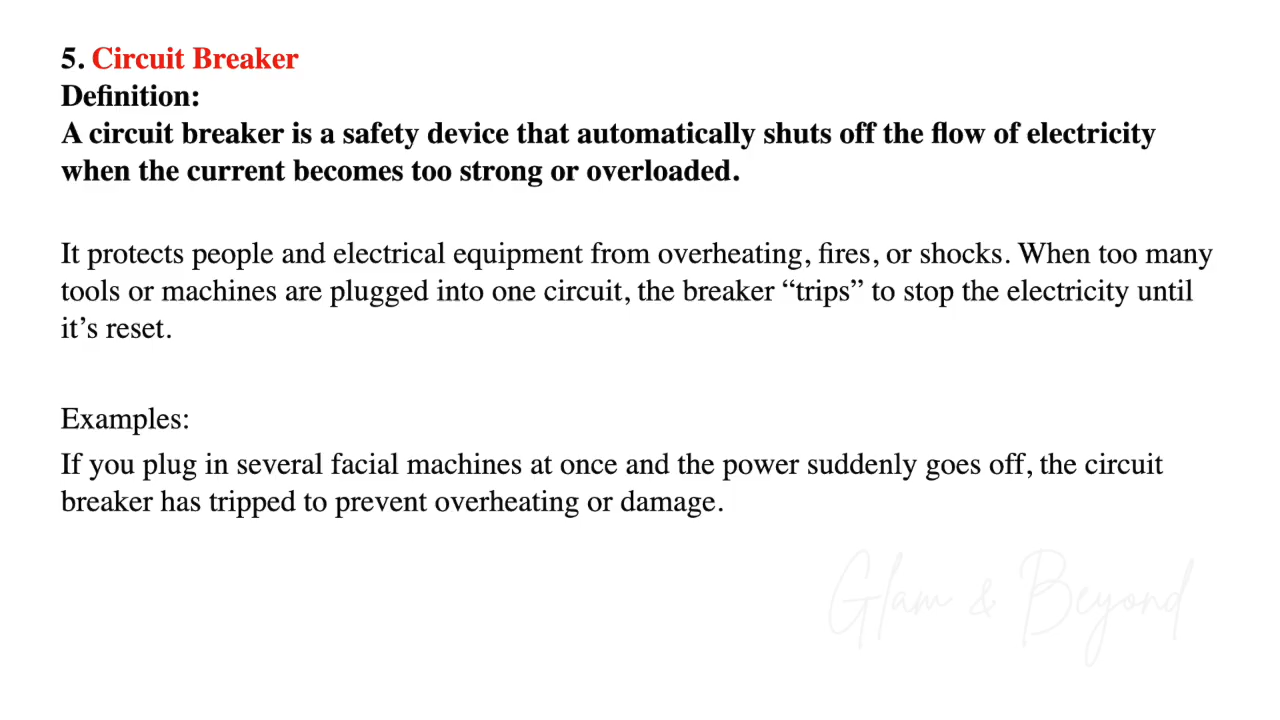 5. Circuit Breaker
Definition:
A circuit breaker is a safety device that automatically shuts off the flow of electricity
when the current becomes too strong or overloaded.
It protects people and electrical equipment from overheating, fires, or shocks. When too many
tools or machines are plugged into one circuit, the breaker “trips” to stop the electricity until
it’s reset.
Examples:
If you plug in several facial machines at once and the power suddenly goes off, the circuit
breaker has tripped to prevent overheating or damage.
Glam & Beyond